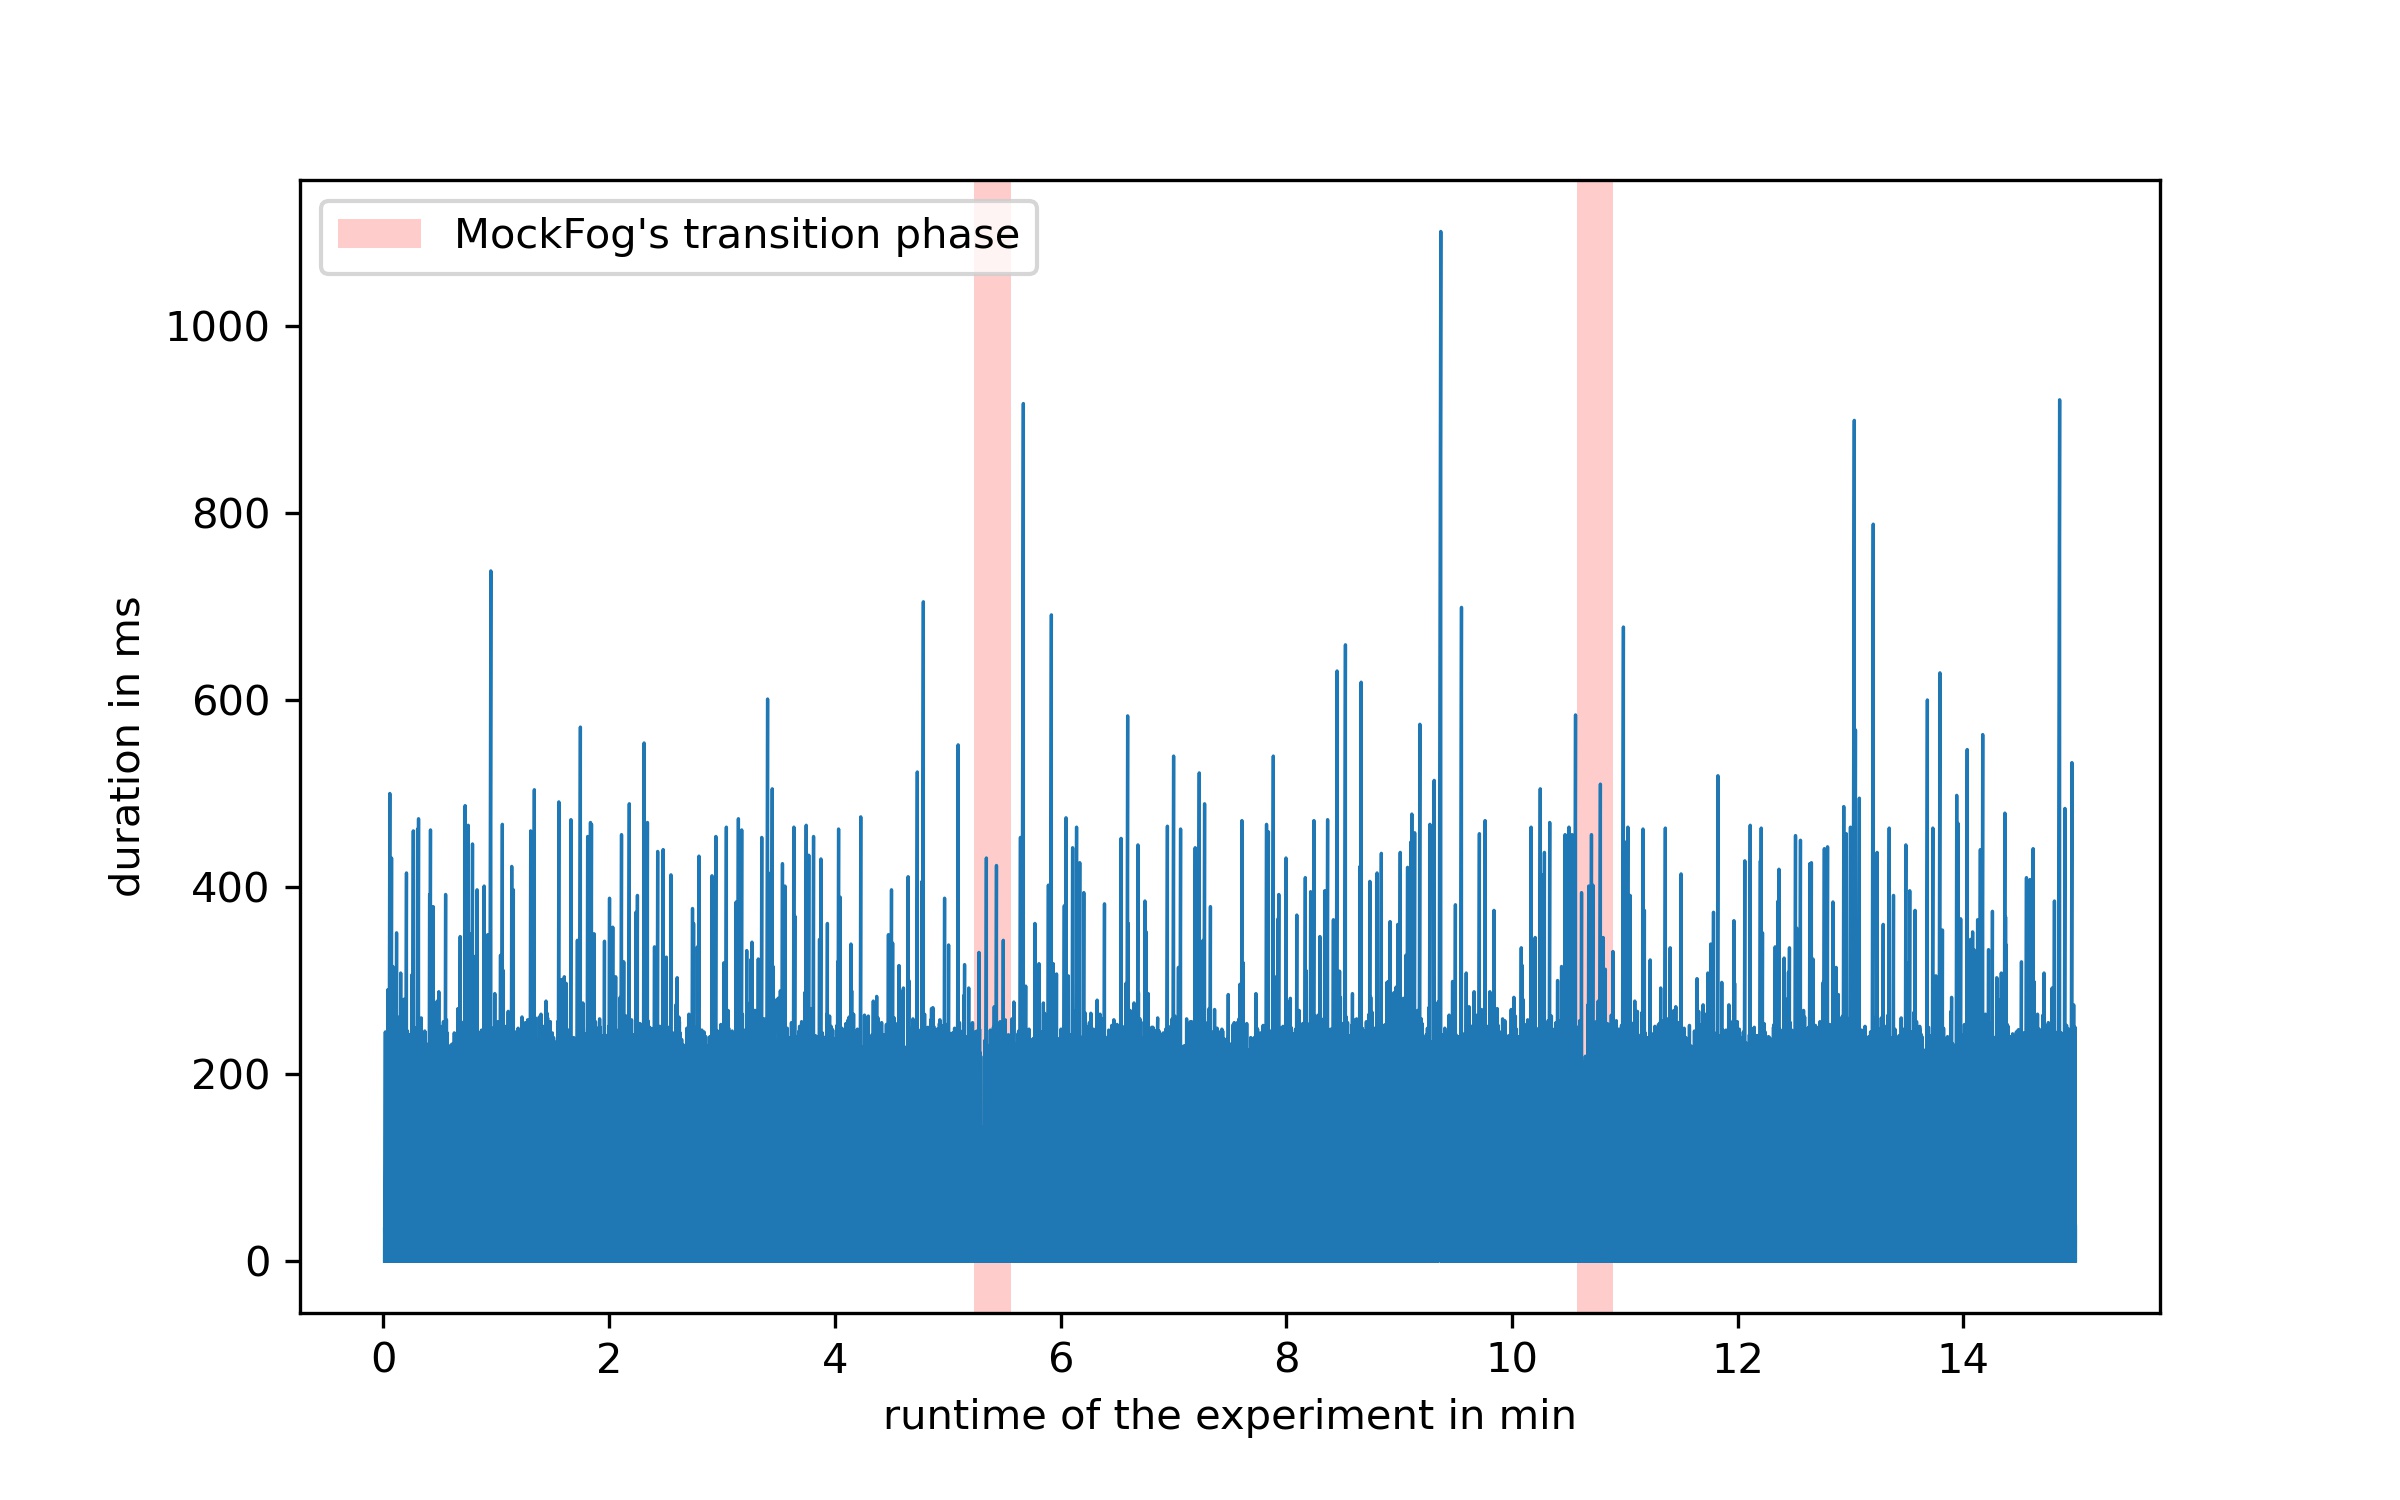 MockFog's transition phase
1000
800
600
400
200
0
duration in ms
0 2 4 6 8 10 12 14
runtime of the experiment in min